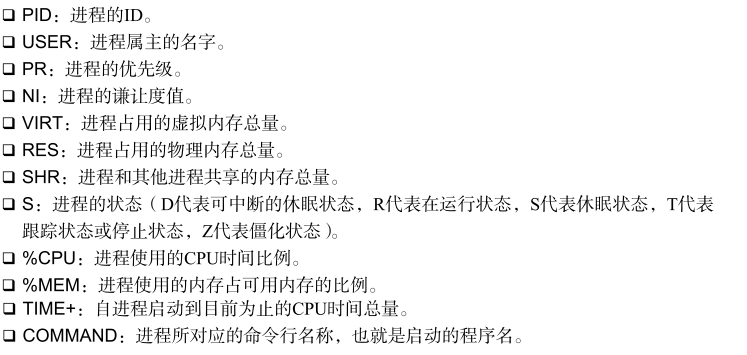 ❑ PID：进程的ID。
❑ USER：进程属主的名字。
❑ PR：进程的优先级。
❑ NI：进程的谦让度值。
❑ VIRT：进程占用的虚拟内存总量。
❑ RES：进程占用的物理内存总量。
❑ SHR：进程和其他进程共享的内存总量。
❑ S：进程的状态（D代表可中断的休眠状态，R代表在运行状态，S代表休眠状态，T代表
跟踪状态或停止状态，Z代表僵化状态）。
❑ %CPU：进程使用的CPU时间比例。
❑ %MEM：进程使用的内存占可用内存的比例。
❑ TIME+：自进程启动到目前为止的CPU时间总量。
❑ COMMAND：进程所对应的命令行名称，也就是启动的程序名。